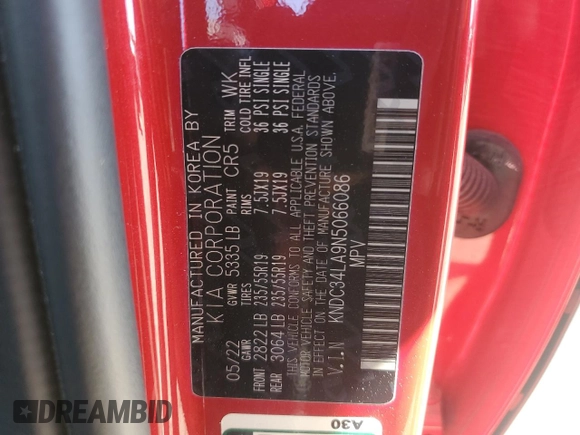 MANUFACTURED IN KOREA BY
KIA CORPORATION
05/22 GVWR 5335 LB PAINT CR5 TRIM WK
GAWR TIRES RIMS COLD TIRE INFL
FRONT 2822 LB 235/55R19 7.5JX19 36 PSI SINGLE
REAR 3064 LB 235/55R19 7.5JX19 36 PSI SINGLE
THIS VEHICLE CONFORMS TO ALL APPLICABLE U.S.A. FEDERAL
MOTOR VEHICLE SAFETY AND THEFT PREVENTION STANDARDS
IN EFFECT ON THE DATE OF MANUFACTURE SHOWN ABOVE.
V.I.N KNDC34LA9N5066086
MPV
A30
DREAMBID